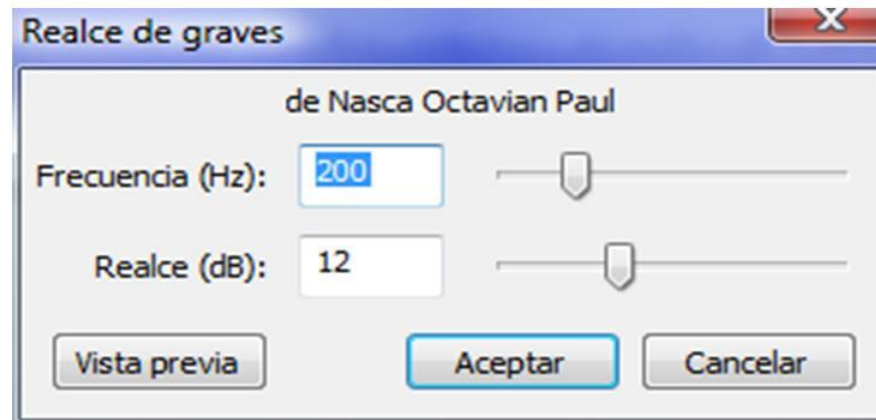 Realce de graves
de Nasca Octavian Paul
Frecuencia (Hz): 200
Realce (dB): 12
Vista previa Aceptar Cancelar